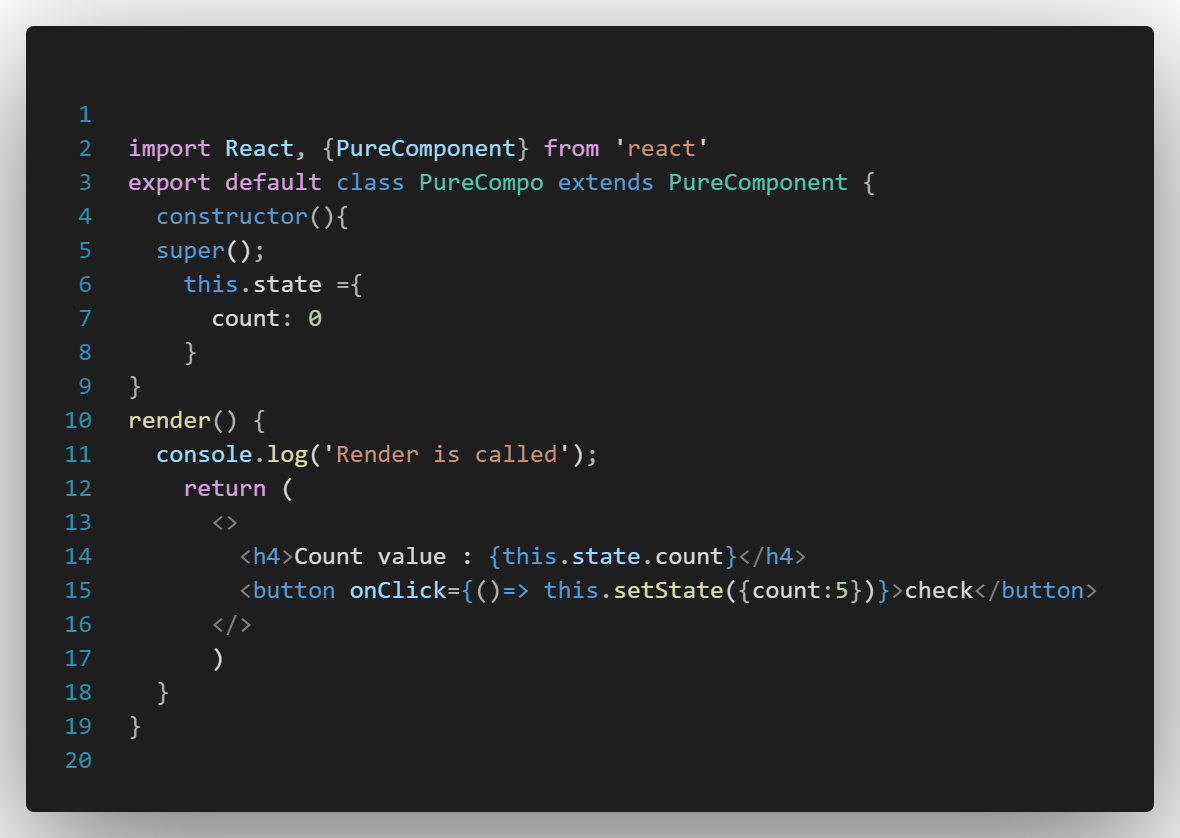 1
2 import React, {PureComponent} from 'react'
3 export default class PureCompo extends PureComponent {
4   constructor(){
5   super();
6     this.state ={
7       count: 0
8     }
9 }
10 render() {
11   console.log('Render is called');
12     return (
13       <>
14         <h4>Count value : {this.state.count}</h4>
15         <button onClick={()=> this.setState({count:5})}>check</button>
16       </>
17       )
18   }
19 }
20